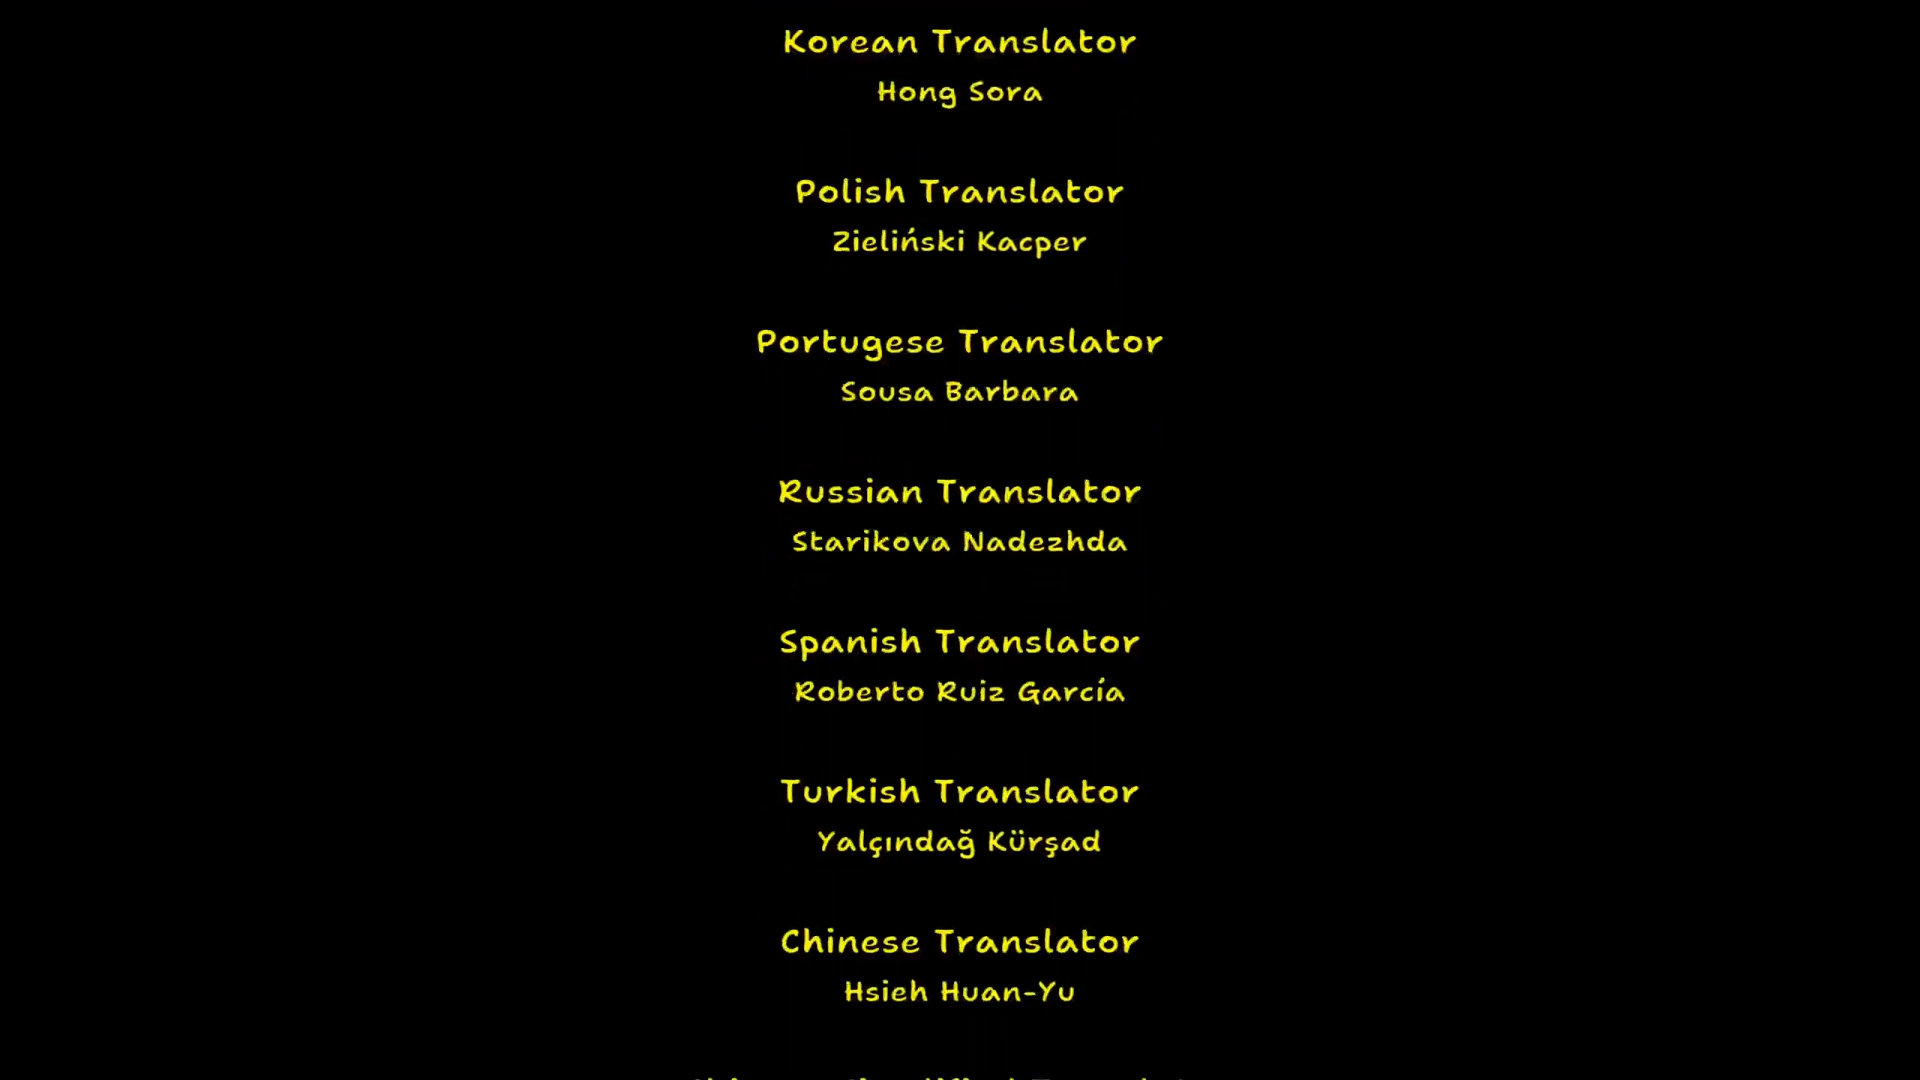 Korean Translator
Hong Sora
Polish Translator
Zieliński Kacper
Portugese Translator
Sousa Barbara
Russian Translator
Starikova Nadezhda
Spanish Translator
Roberto Ruiz García
Turkish Translator
Yalçındağ Kürşad
Chinese Translator
Hsieh Huan-Yu